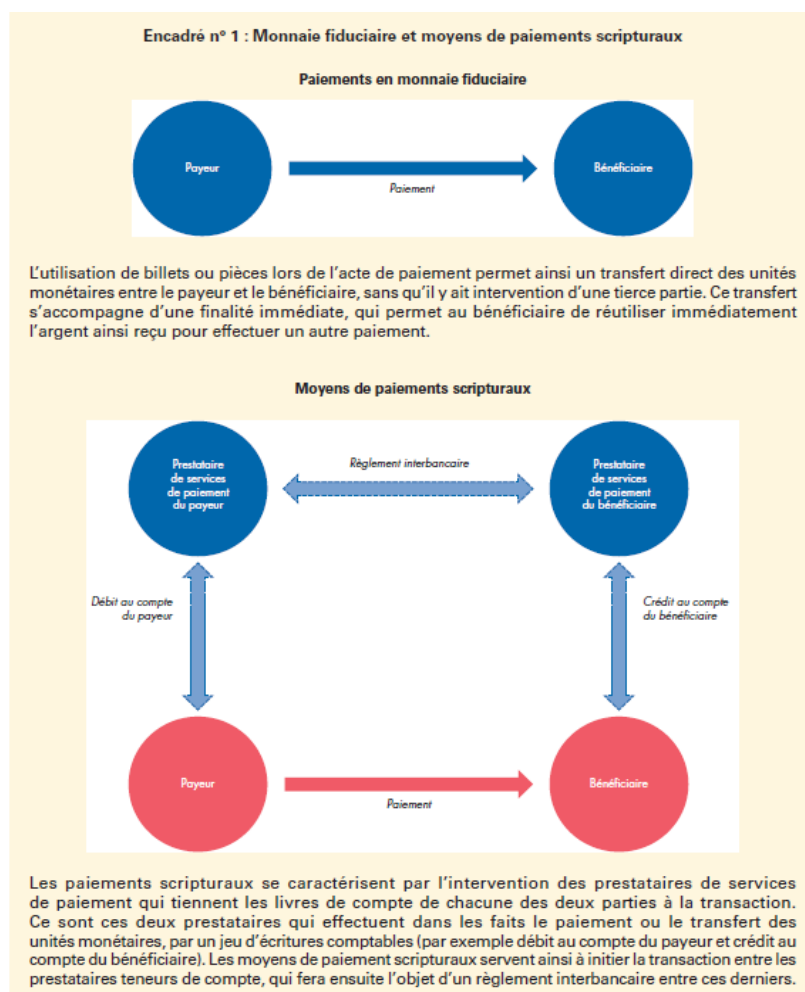 Encadré n° 1 : Monnaie fiduciaire et moyens de paiements scripturaux
Paiements en monnaie fiduciaire
Payeur
Bénéficiaire
Paiement
L'utilisation de billets ou pièces lors de l'acte de paiement permet ainsi un transfert direct des unités
monétaires entre le payeur et le bénéficiaire, sans qu'il y ait intervention d'une tierce partie. Ce transfert
s'accompagne d'une finalité immédiate, qui permet au bénéficiaire de réutiliser immédiatement
l'argent ainsi reçu pour effectuer un autre paiement.
Moyens de paiements scripturaux
Prestataire
de services
de paiement
du payeur
Règlement interbancaire
Prestataire
de services
de paiement
du bénéficiaire
Débit au compte
du payeur
Crédit au compte
du bénéficiaire
Payeur
Bénéficiaire
Paiement
Les paiements scripturaux se caractérisent par l'intervention des prestataires de services
de paiement qui tiennent les livres de compte de chacune des deux parties à la transaction.
Ce sont ces deux prestataires qui effectuent dans les faits le paiement ou le transfert des
unités monétaires, par un jeu d'écritures comptables (par exemple débit au compte du payeur et crédit au
compte du bénéficiaire). Les moyens de paiement scripturaux servent ainsi à initier la transaction entre les
prestataires teneurs de compte, qui fera ensuite l'objet d'un règlement interbancaire entre ces derniers.